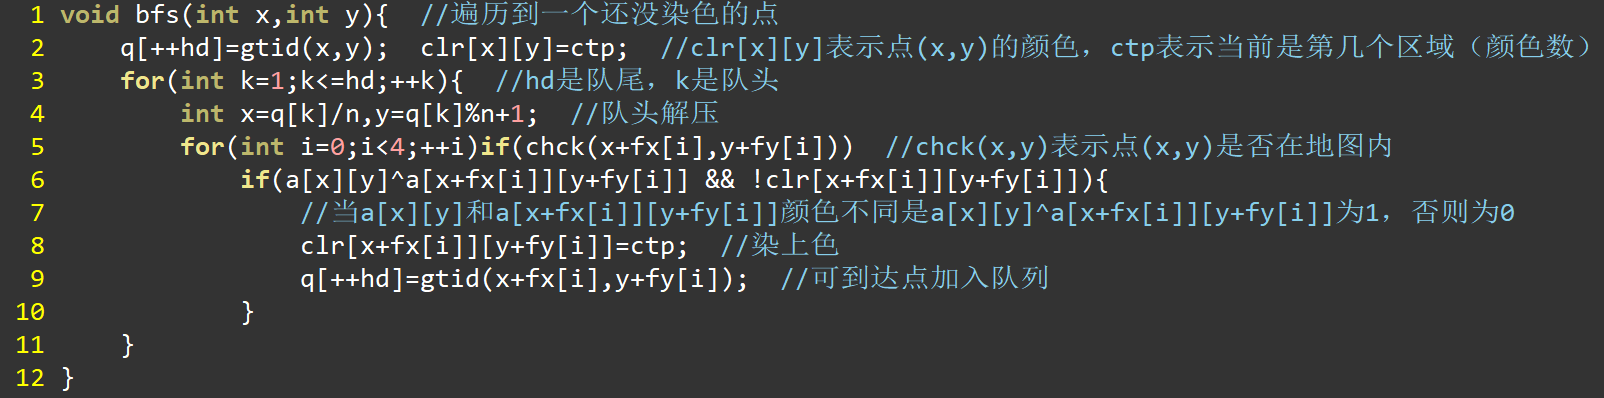 1 void bfs(int x,int y){ //遍历到一个还没染色的点
2 q[++hd]=gtid(x,y); clr[x][y]=ctp; //clr[x][y]表示点(x,y)的颜色，ctp表示当前是第几个区域（颜色数）
3 for(int k=1;k<=hd;++k){ //hd是队尾，k是队头
4 int x=q[k]/n,y=q[k]%n+1; //队头解压
5 for(int i=0;i<4;++i)if(chck(x+fx[i],y+fy[i])) //chck(x,y)表示点(x,y)是否在地图内
6 if(a[x][y]^a[x+fx[i]][y+fy[i]] && !clr[x+fx[i]][y+fy[i]]){
7 //当a[x][y]和a[x+fx[i]][y+fy[i]]颜色不同是a[x][y]^a[x+fx[i]][y+fy[i]]为1，否则为0
8 clr[x+fx[i]][y+fy[i]]=ctp; //染上色
9 q[++hd]=gtid(x+fx[i],y+fy[i]); //可到达点加入队列
10 }
11 }
12 }